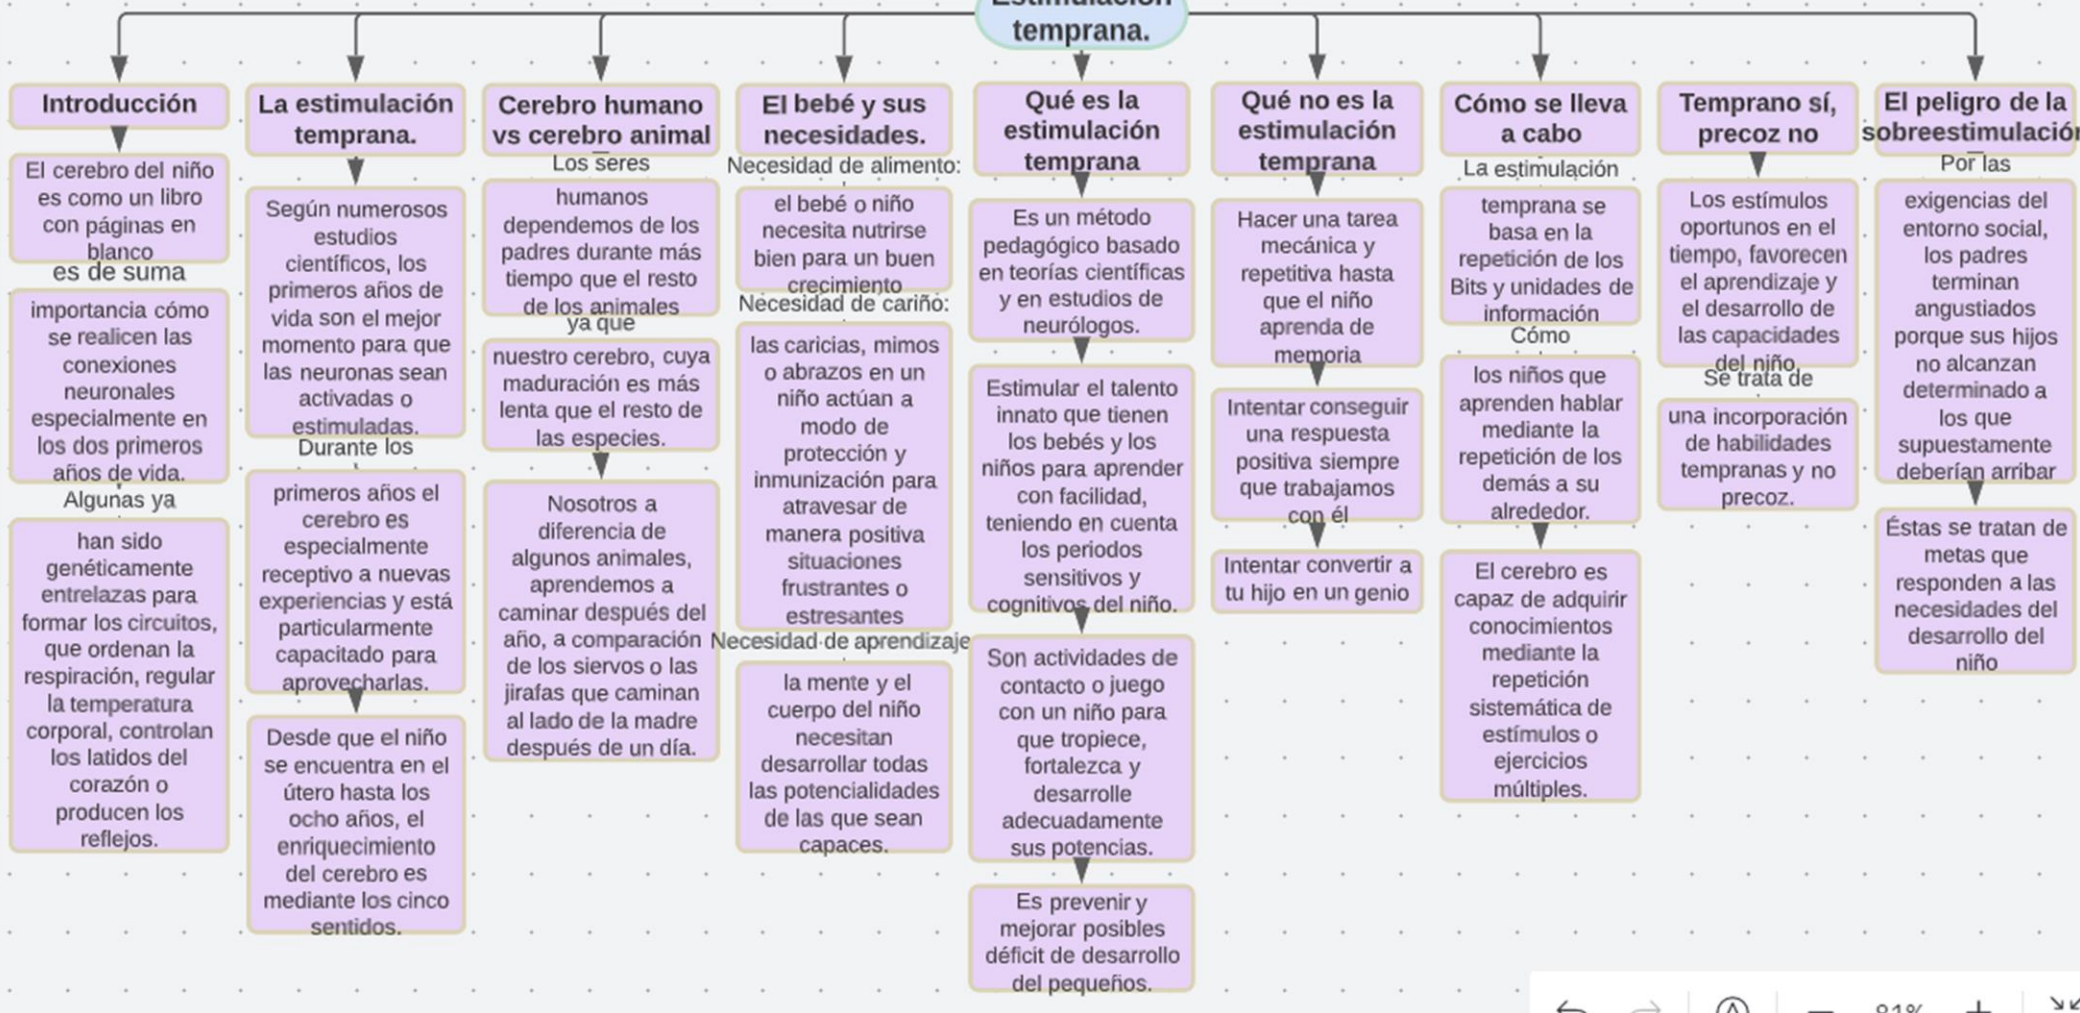 Estimulación
temprana.
Introducción
El cerebro del niño
es como un libro
con páginas en
blanco
es de suma
importancia cómo
se realicen las
conexiones
neuronales
especialmente en
los dos primeros
años de vida.
Algunas ya
han sido
genéticamente
entrelazas para
formar los circuitos,
que ordenan la
respiración, regular
la temperatura
corporal, controlan
los latidos del
corazón o
producen los
reflejos.
La estimulación
temprana.
Según numerosos
estudios
científicos, los
primeros años de
vida son el mejor
momento para que
las neuronas sean
activadas o
estimuladas.
Durante los
primeros años el
cerebro es
especialmente
receptivo a nuevas
experiencias y está
particularmente
capacitado para
aprovecharlas.
Desde que el niño
se encuentra en el
útero hasta los
ocho años, el
enriquecimiento
del cerebro es
mediante los cinco
sentidos.
Cerebro humano
vs cerebro animal
Los seres
humanos
dependemos de los
padres durante más
tiempo que el resto
de los animales
ya que
nuestro cerebro, cuya
maduración es más
lenta que el resto de
las especies.
Nosotros a
diferencia de
algunos animales,
aprendemos a
caminar después del
año, a comparación
de los siervos o las
jirafas que caminan
al lado de la madre
después de un día.
El bebé y sus
necesidades.
Necesidad de alimento:
el bebé o niño
necesita nutrirse
bien para un buen
crecimiento
Necesidad de cariño:
las caricias, mimos
o abrazos en un
niño actúan a
modo de
protección y
inmunización para
atravesar de
manera positiva
situaciones
frustrantes o
estresantes
Necesidad de aprendizaje
la mente y el
cuerpo del niño
necesitan
desarrollar todas
las potencialidades
de las que sean
capaces.
Qué es la
estimulación
temprana
Es un método
pedagógico basado
en teorías científicas
y en estudios de
neurólogos.
Estimular el talento
innato que tienen
los bebés y los
niños para aprender
con facilidad,
teniendo en cuenta
los periodos
sensitivos y
cognitivos del niño.
Son actividades de
contacto o juego
con un niño para
que tropiece,
fortalezca y
desarrolle
adecuadamente
sus potencias.
Es prevenir y
mejorar posibles
déficit de desarrollo
del pequeños.
Qué no es la
estimulación
temprana
Hacer una tarea
mecánica y
repetitiva hasta
que el niño
aprenda de
memoria
Intentar conseguir
una respuesta
positiva siempre
que trabajamos
con él
Intentar convertir a
tu hijo en un genio
Cómo se lleva
a cabo
La estimulación
temprana se
basa en la
repetición de los
Bits y unidades de
información
Cómo
los niños que
aprenden hablar
mediante la
repetición de los
demás a su
alrededor.
El cerebro es
capaz de adquirir
conocimientos
mediante la
repetición
sistemática de
estímulos o
ejercicios
múltiples.
Temprano sí,
precoz no
Los estímulos
oportunos en el
tiempo, favorecen
el aprendizaje y
el desarrollo de
las capacidades
del niño.
Se trata de
una incorporación
de habilidades
tempranas y no
precoz.
El peligro de la
sobreestimulación
Por las
exigencias del
entorno social,
los padres
terminan
angustiados
porque sus hijos
no alcanzan
determinado a
los que
supuestamente
deberían arribar
Éstas se tratan de
metas que
responden a las
necesidades del
desarrollo del
niño
81%